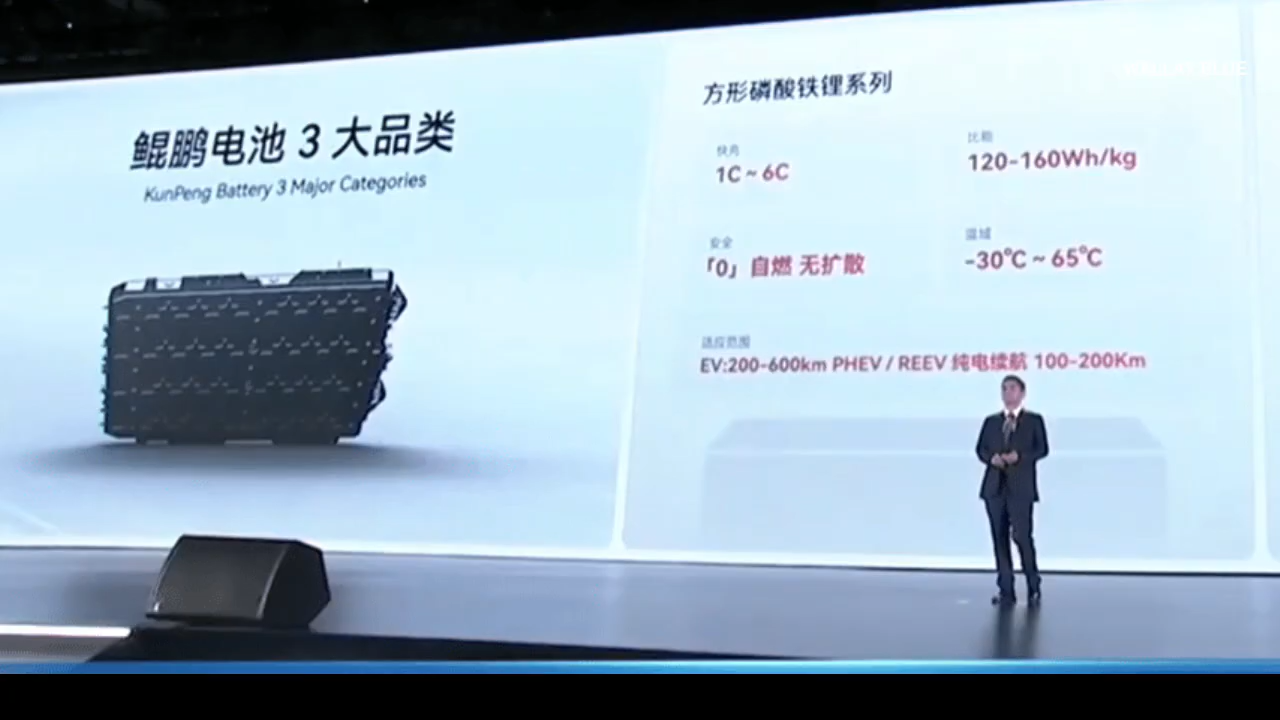 鲲鹏电池 3 大品类
KunPeng Battery 3 Major Categories
方形磷酸铁锂系列
快充
1C ~ 6C
比能
120-160Wh/kg
安全
「0」自燃 无扩散
温域
-30℃ ~ 65℃
适应范围
EV:200-600km PHEV / REEV 纯电续航 100-200Km